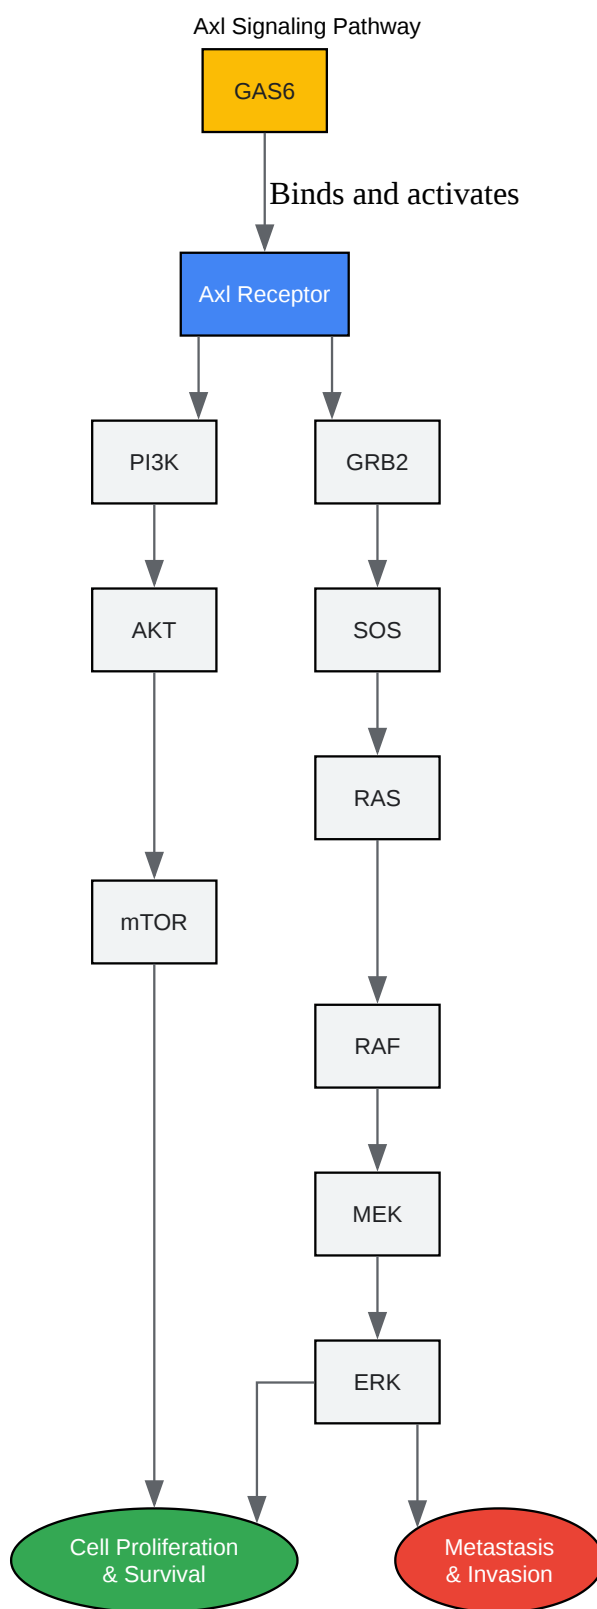 Axl Signaling Pathway
GAS6
Binds and activates
Axl Receptor
PI3K
GRB2
AKT
SOS
RAS
mTOR
RAF
MEK
ERK
Cell Proliferation
& Survival
Metastasis
& Invasion